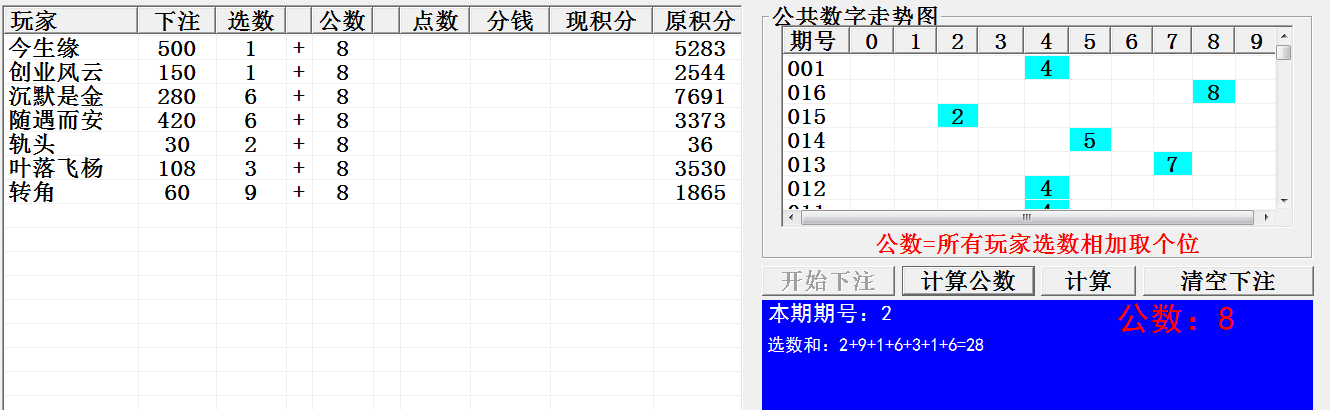 玩家 下注 选数 公数 点数 分钱 现积分 原积分
今生缘 500 1 + 8 5283
创业风云 150 1 + 8 2544
沉默是金 280 6 + 8 7691
随遇而安 420 6 + 8 3373
轨头 30 2 + 8 36
叶落飞杨 108 3 + 8 3530
转角 60 9 + 8 1865
公共数字走势图
期号 0 1 2 3 4 5 6 7 8 9
001 4
016 8
015 2
014 5
013 7
012 4
011 4
公数=所有玩家选数相加取个位
开始下注 计算公数 计算 清空下注
本期期号：2 公数：8
选数和：2+9+1+6+3+1+6=28